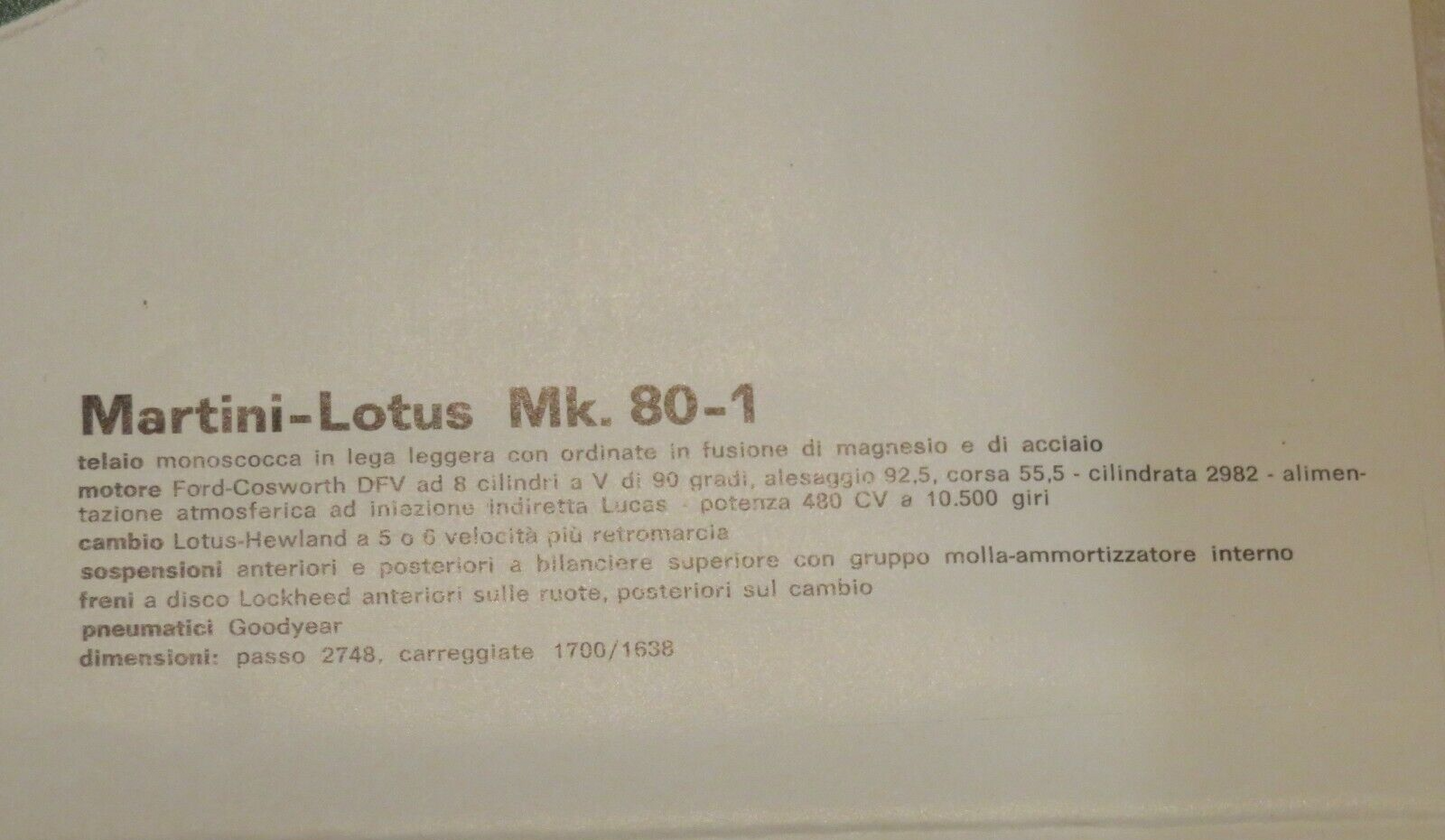 Martini-Lotus Mk. 80-1
telaio monoscocca in lega leggera con ordinate in fusione di magnesio e di acciaio
motore Ford-Cosworth DFV ad 8 cilindri a V di 90 gradi, alesaggio 92,5, corsa 55,5 - cilindrata 2982 - alimen-
tazione atmosferica ad iniezione indiretta Lucas - potenza 480 CV a 10.500 giri
cambio Lotus-Hewland a 5 o 6 velocità più retromarcia
sospensioni anteriori e posteriori a bilanciere superiore con gruppo molla-ammortizzatore interno
freni a disco Lockheed anteriori sulle ruote, posteriori sul cambio
pneumatici Goodyear
dimensioni: passo 2748, carreggiate 1700/1638